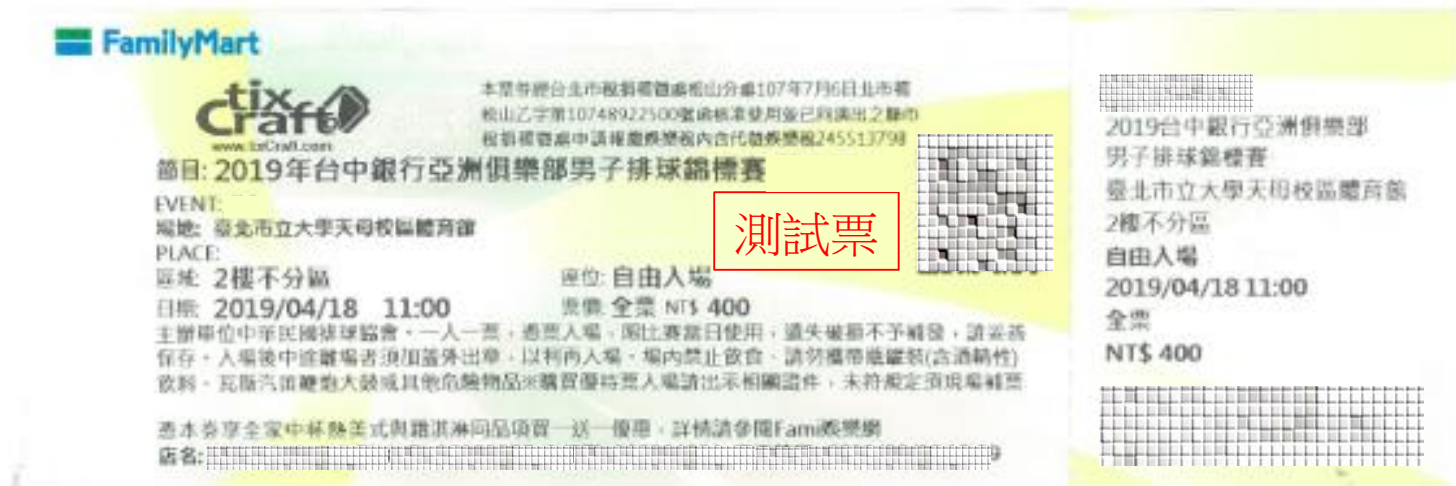 FamilyMart
tix
Craft
www.tixCraft.com
本票券經台北市稅捐稽徵處松山分處107年7月6日北市稽
松山乙字第10748922500號函核准使用並已向演出之縣市
稅捐稽徵處申請報繳娛樂稅內含代徵娛樂稅245513798
節目: 2019年台中銀行亞洲俱樂部男子排球錦標賽
EVENT:
場地: 臺北市立大學天母校區體育館
PLACE:
區域: 2樓不分區
座位: 自由入場
日期: 2019/04/18 11:00
票價: 全票 NT$ 400
測試票
主辦單位中華民國排球協會。一人一票,憑票入場,限比賽當日使用,遺失破損不予補發,請妥善
保存。入場後中途離場者須加蓋外出章,以利再入場。場內禁止飲食、請勿攜帶瓶罐裝(含酒精性)
飲料、瓦斯汽笛鞭炮大鼓或其他危險物品※購買優待票入場請出示相關證件,未符規定須現場補票
憑本券享全家中杯熱美式與霜淇淋同品項買一送一優惠,詳情請參閱Fami娛樂網
店名:
9
2019台中銀行亞洲俱樂部
男子排球錦標賽
臺北市立大學天母校區體育館
2樓不分區
自由入場
2019/04/18 11:00
全票
NT$ 400